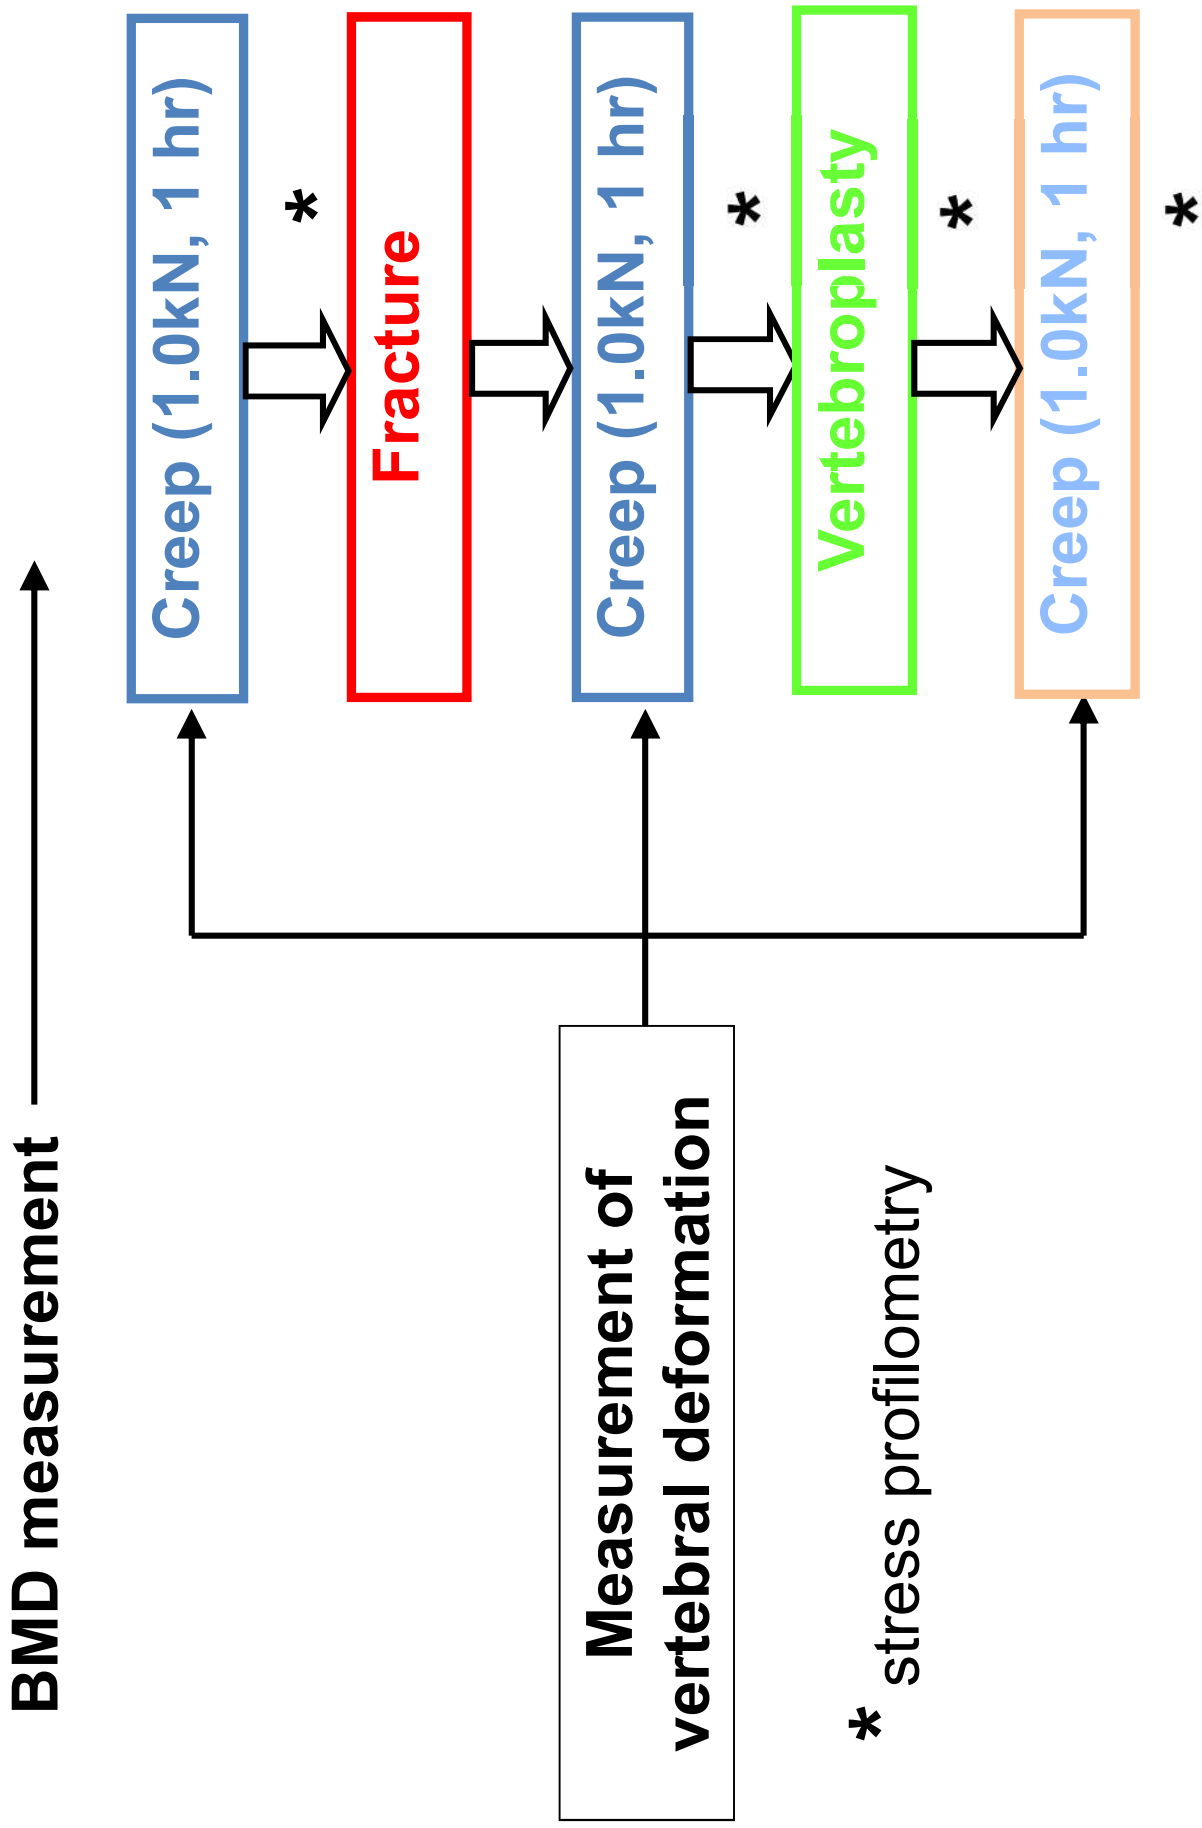 BMD measurement
Creep (1.0kN, 1 hr)
*
Fracture
Creep (1.0kN, 1 hr)
*
Measurement of
vertebral deformation
Vertebroplasty
*
Creep (1.0kN, 1 hr)
*
* stress profilometry